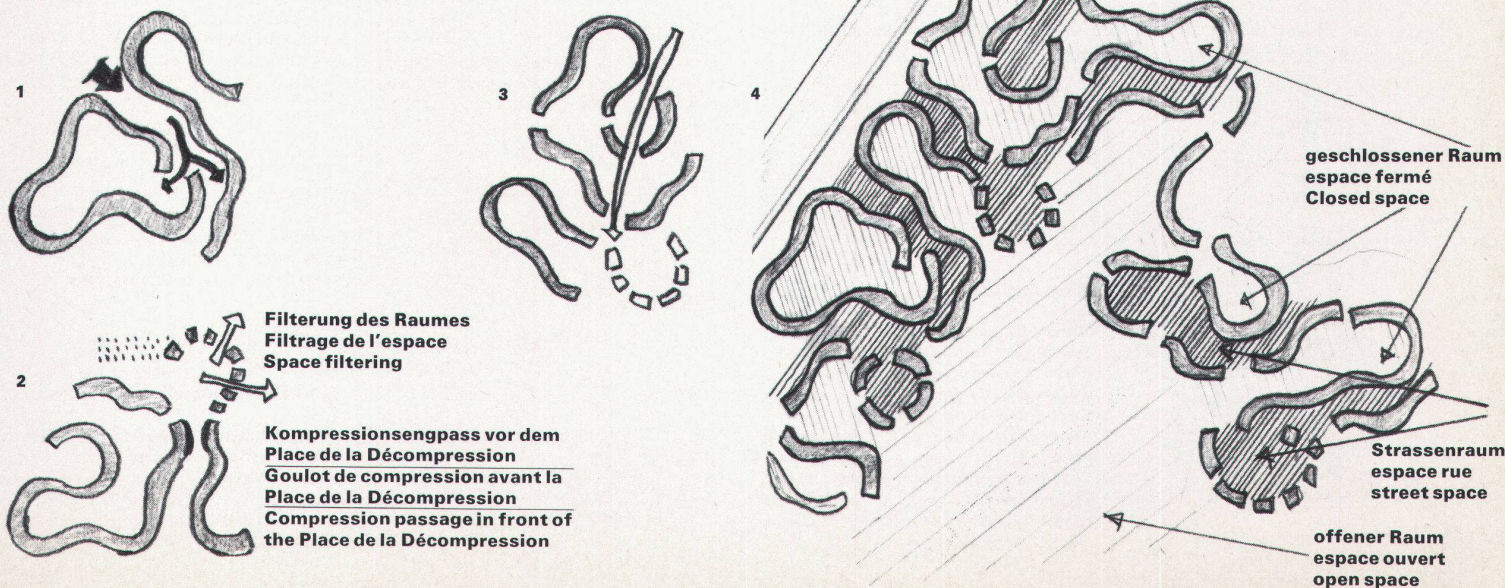 1
3
4
geschlossener Raum
espace fermé
Closed space
Filterung des Raumes
Filtrage de l'espace
Space filtering
2
Kompressionsengpass vor dem
Place de la Décompression
Goulot de compression avant la
Place de la Décompression
Compression passage in front of
the Place de la Décompression
Strassenraum
espace rue
street space
offener Raum
espace ouvert
open space